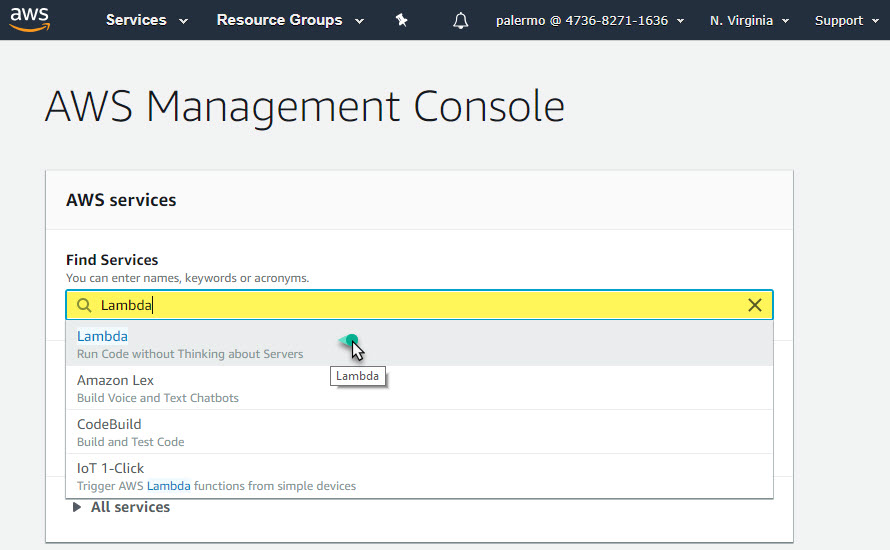 aws Services Resource Groups palermo @ 4736-8271-1636 N. Virginia Support
AWS Management Console
AWS services
Find Services
You can enter names, keywords or acronyms.
Lambda
Lambda
Run Code without Thinking about Servers
Lambda
Amazon Lex
Build Voice and Text Chatbots
CodeBuild
Build and Test Code
IoT 1-Click
Trigger AWS Lambda functions from simple devices
All services